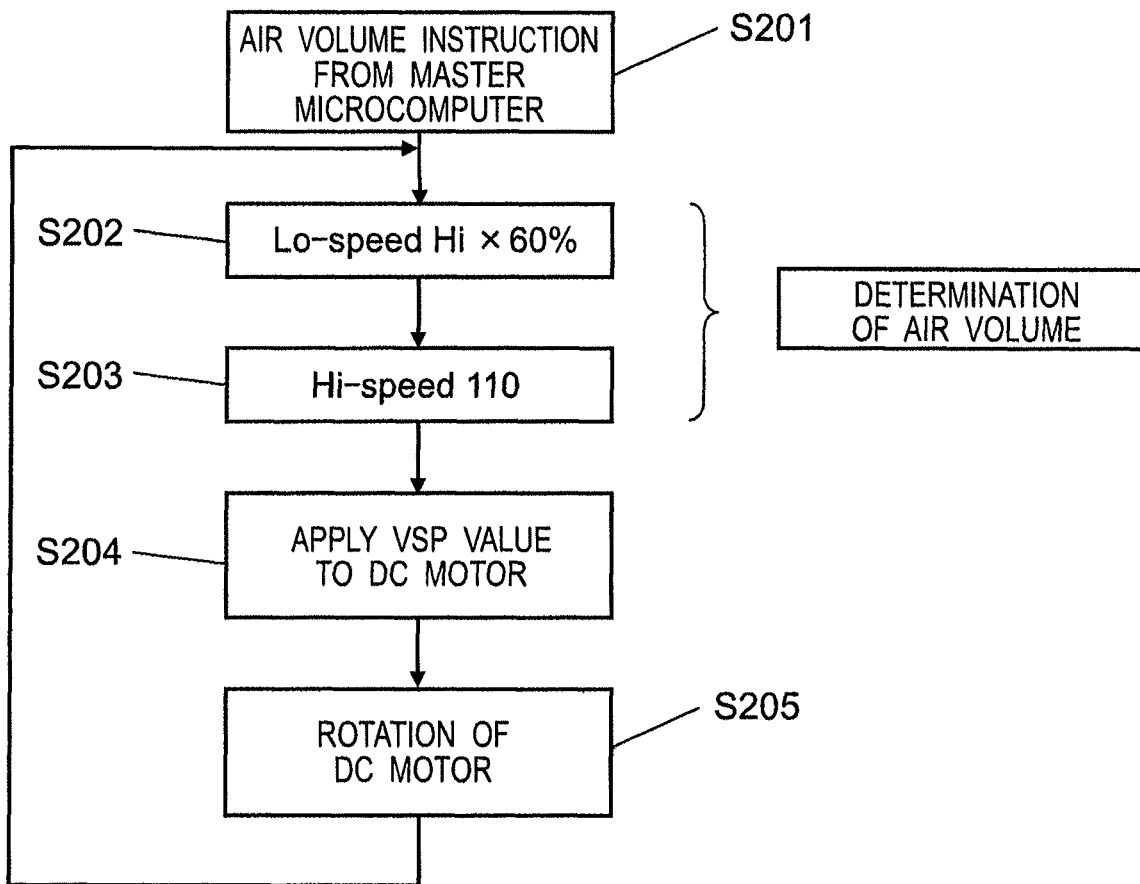 AIR VOLUME INSTRUCTION
FROM MASTER
MICROCOMPUTER
S201
S202
Lo-speed Hi × 60%
DETERMINATION
OF AIR VOLUME
S203
Hi-speed 110
S204
APPLY VSP VALUE
TO DC MOTOR
S205
ROTATION OF
DC MOTOR